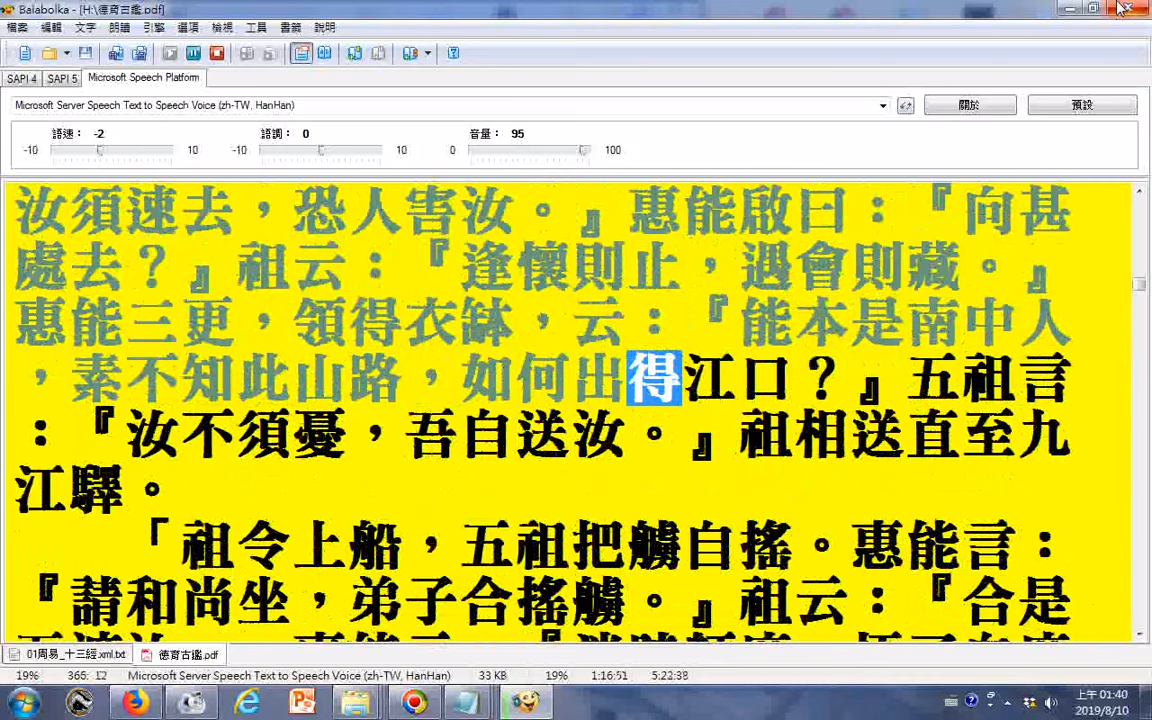 Balabolka - [H:\德育古鑑.pdf]
檔案 編輯 文字 朗讀 引擎 選項 檢視 工具 書籤 說明
SAPI 4 SAPI 5 Microsoft Speech Platform
Microsoft Server Speech Text to Speech Voice (zh-TW, HanHan) 關於 預設
語速： -2 語調： 0 音量： 95
-10 10 -10 10 0 100
汝須速去，恐人害汝。』惠能啟曰：『向甚
處去？』祖云：『逢懷則止，遇會則藏。』
惠能三更，領得衣缽，云：『能本是南中人
，素不知此山路，如何出得江口？』五祖言
：『汝不須憂，吾自送汝。』祖相送直至九
江驛。
「祖令上船，五祖把艣自搖。惠能言：
『請和尚坐，弟子合搖艣。』祖云：『合是
01周易_十三經.xml.txt 德育古鑑.pdf
19% 365: 12 Microsoft Server Speech Text to Speech Voice (zh-TW, HanHan) 33 KB 19% 1:16:51 5:22:38
上午 01:40
2019/8/10